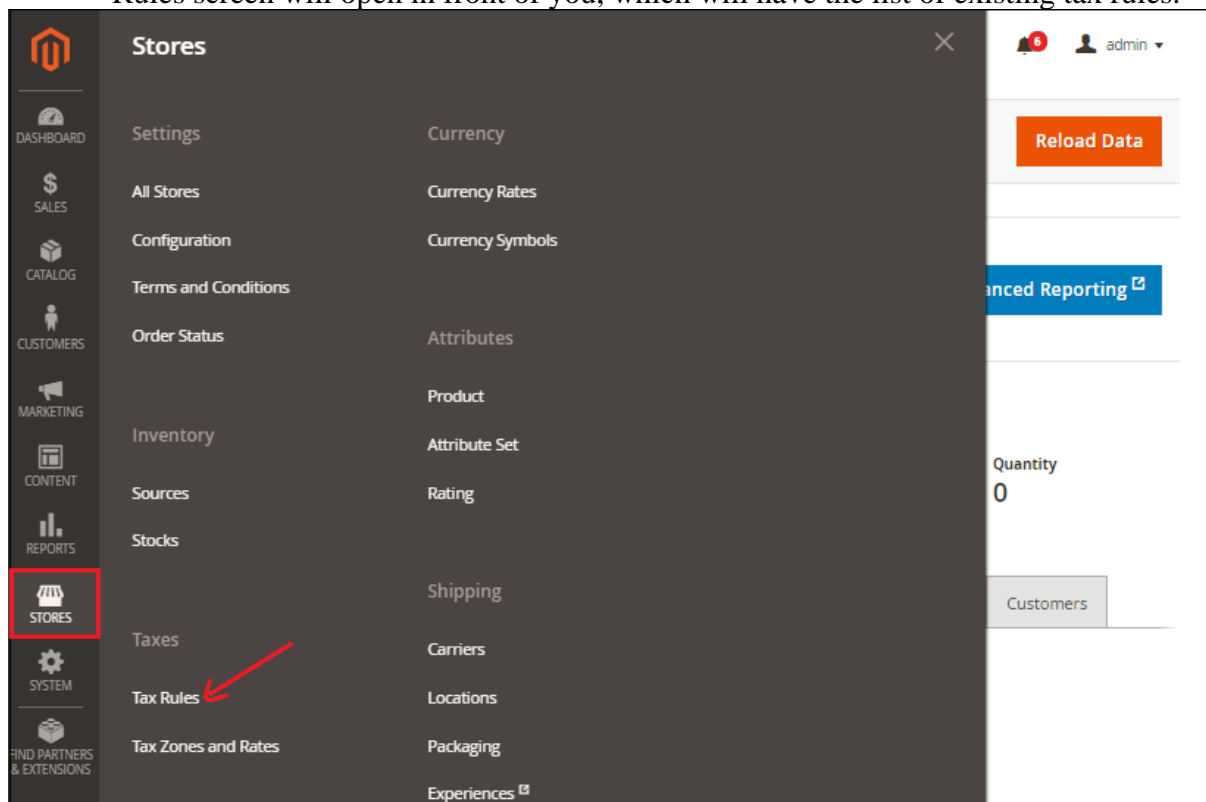 Rules screen will open in front of you, which will have the list of existing tax rules.
Stores
6
admin
DASHBOARD
SALES
CATALOG
CUSTOMERS
MARKETING
CONTENT
REPORTS
STORES
SYSTEM
FIND PARTNERS
& EXTENSIONS
Settings
All Stores
Configuration
Terms and Conditions
Order Status
Inventory
Sources
Stocks
Taxes
Tax Rules
Tax Zones and Rates
Currency
Currency Rates
Currency Symbols
Attributes
Product
Attribute Set
Rating
Shipping
Carriers
Locations
Packaging
Experiences
Reload Data
anced Reporting
Quantity
0
Customers